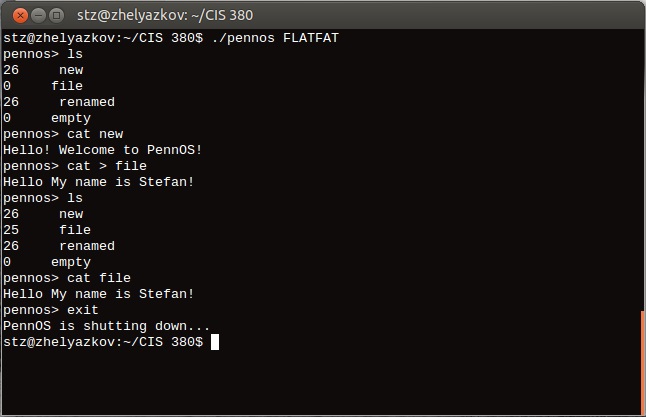 stz@zhelyazkov: ~/CIS 380
stz@zhelyazkov:~/CIS 380$ ./pennos FLATFAT
pennos> ls
26     new
0     file
26     renamed
0     empty
pennos> cat new
Hello! Welcome to PennOS!
pennos> cat > file
Hello My name is Stefan!
pennos> ls
26     new
25     file
26     renamed
0     empty
pennos> cat file
Hello My name is Stefan!
pennos> exit
PennOS is shutting down...
stz@zhelyazkov:~/CIS 380$